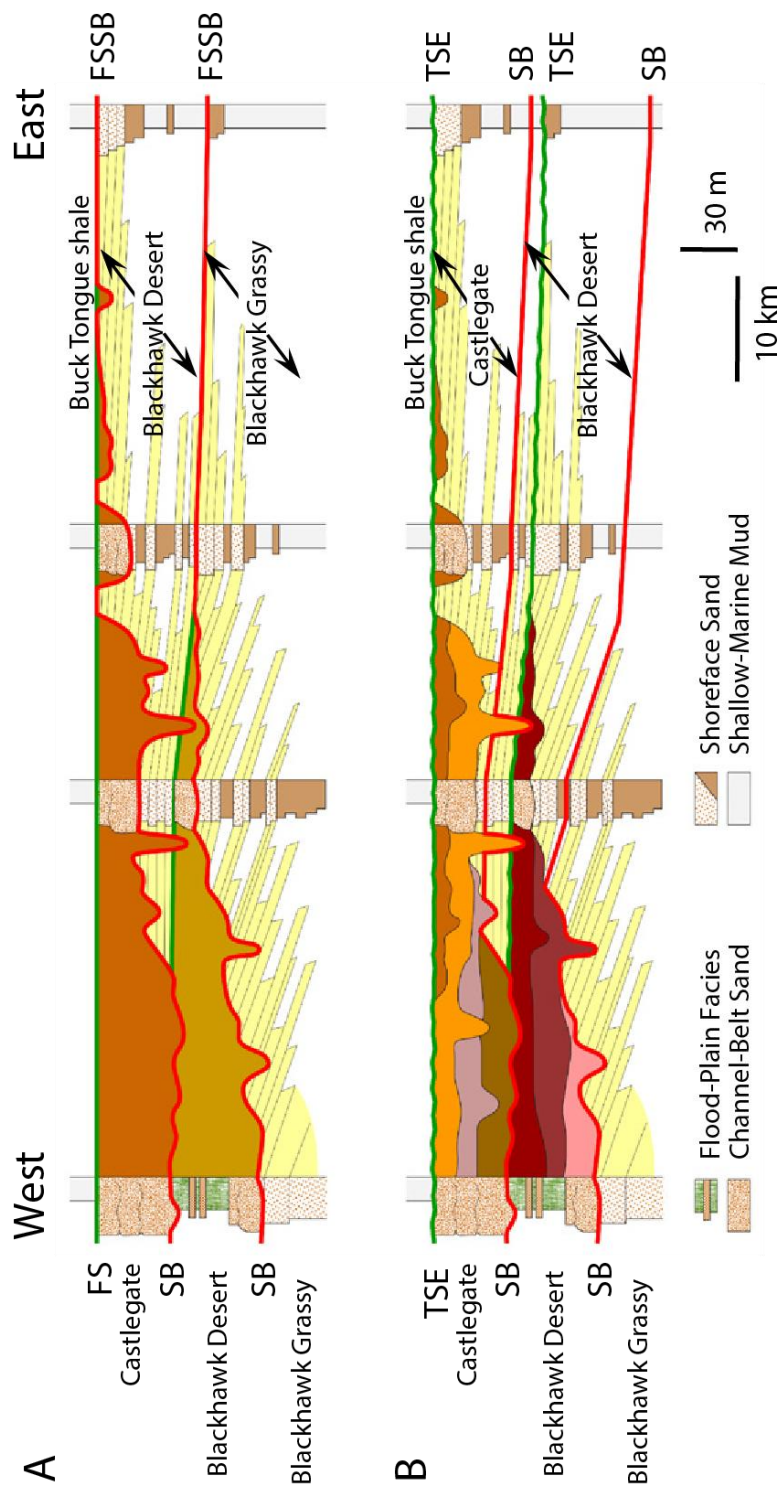 A
West
East
FS
Castlegate
SB
Blackhawk Desert
SB
Blackhawk Grassy
Buck Tongue shale
Blackhawk Desert
Blackhawk Grassy
FSSB
FSSB
B
TSE
Castlegate
SB
Blackhawk Desert
SB
Blackhawk Grassy
Buck Tongue shale
Castlegate
Blackhawk Desert
TSE
SB
TSE
SB
Flood-Plain Facies
Channel-Belt Sand
Shoreface Sand
Shallow-Marine Mud
10 km
30 m